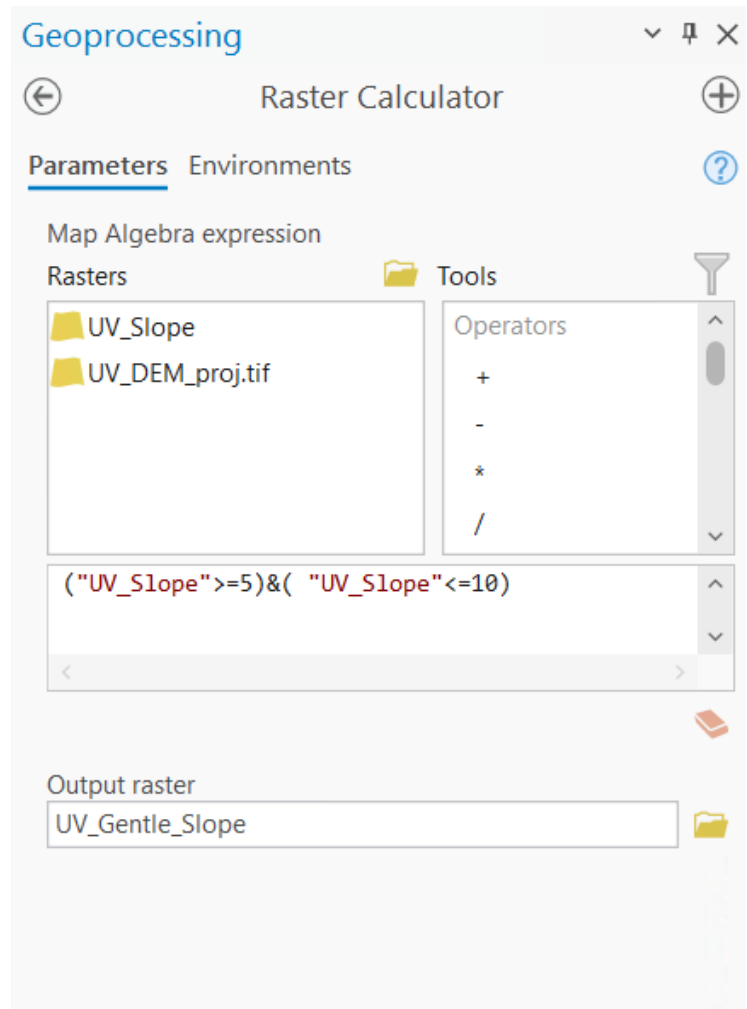 Geoprocessing
Raster Calculator
Parameters Environments
Map Algebra expression
Rasters
Tools
UV_Slope
UV_DEM_proj.tif
Operators
+
-
*
/
("UV_Slope">=5)&( "UV_Slope"<=10)
Output raster
UV_Gentle_Slope